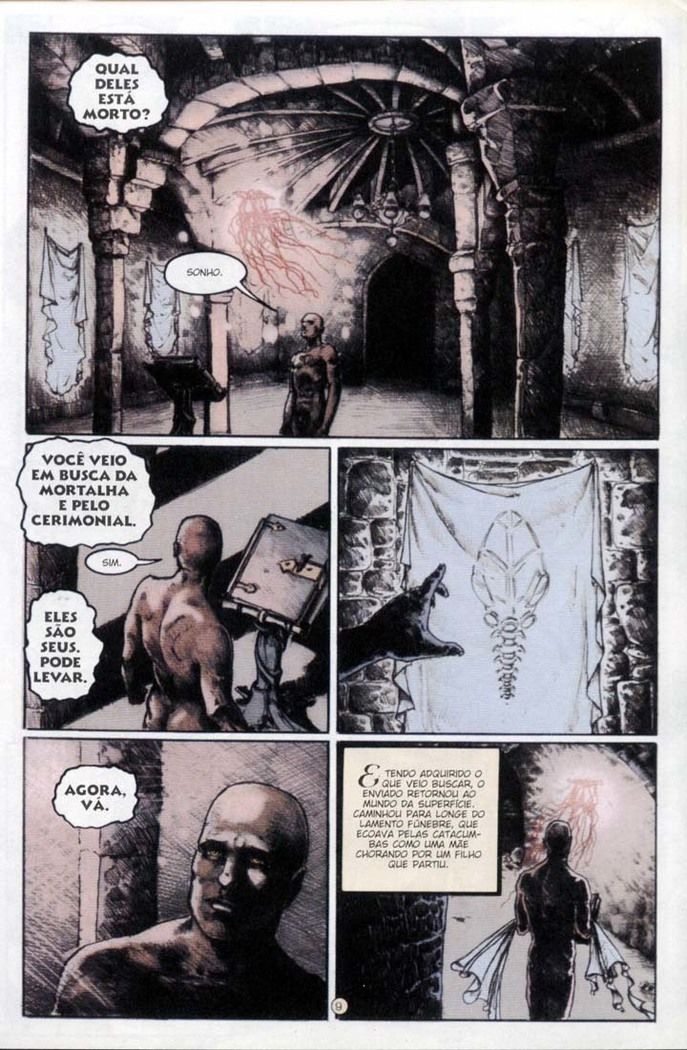 QUAL
DELES
ESTÁ
MORTO?
SONHO.
VOCÊ VEIO
EM BUSCA DA
MORTALHA
E PELO
CERIMONIAL.
SIM.
ELES
SÃO
SEUS.
PODE
LEVAR.
AGORA,
VÁ.
E TENDO ADQUIRIDO O
QUE VEIO BUSCAR, O
ENVIADO RETORNOU AO
MUNDO DA SUPERFÍCIE.
CAMINHOU PARA LONGE DO
LAMENTO FÚNEBRE, QUE
ECOAVA PELAS CATACUM-
BAS COMO UMA MÃE
CHORANDO POR UM FILHO
QUE PARTIU.
9